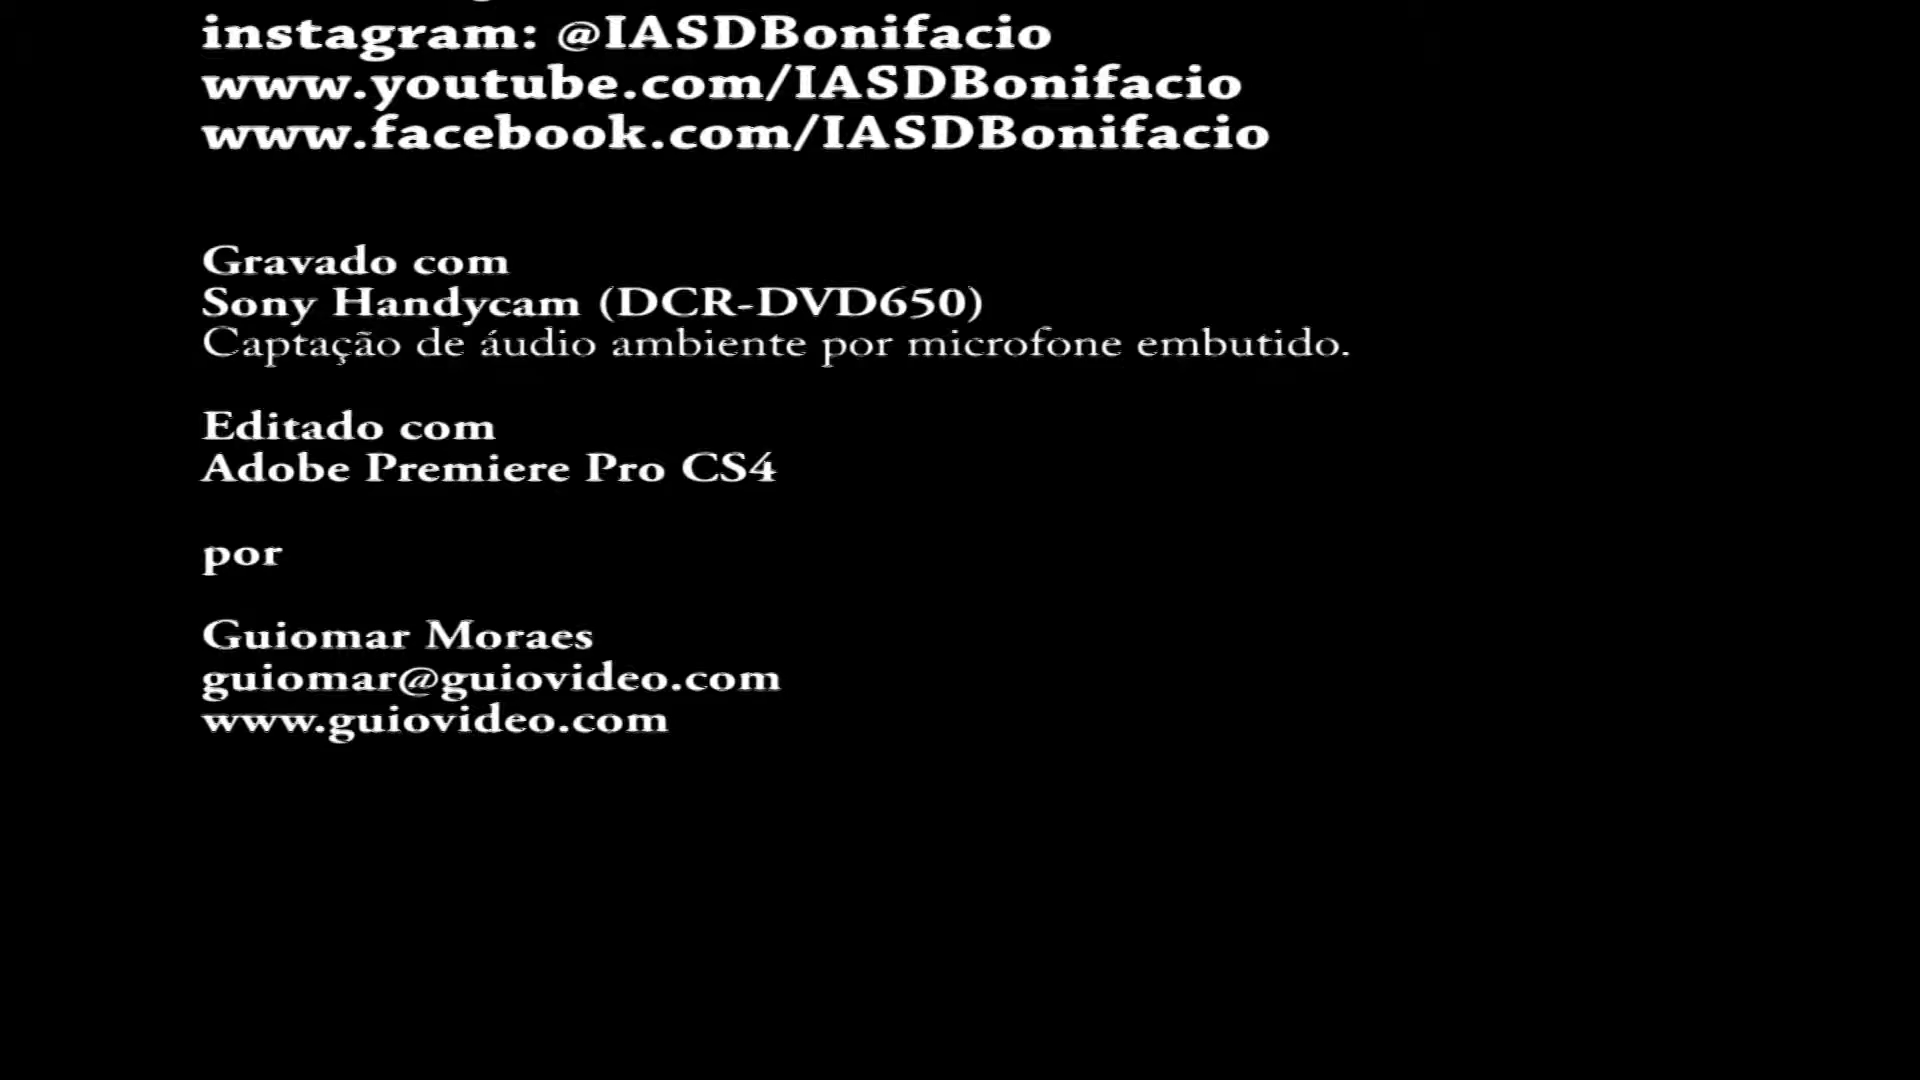 instagram: @IASDBonifacio
www.youtube.com/IASDBonifacio
www.facebook.com/IASDBonifacio
Gravado com
Sony Handycam (DCR-DVD650)
Captação de áudio ambiente por microfone embutido.
Editado com
Adobe Premiere Pro CS4
por
Guiomar Moraes
guiomar@guiovideo.com
www.guiovideo.com